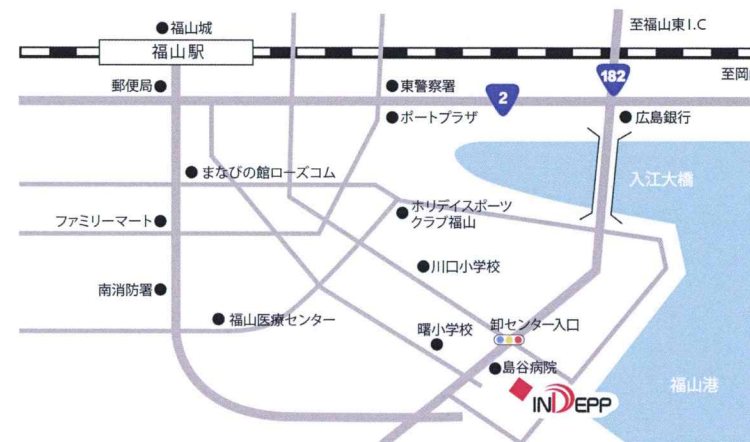 福山城
至福山東I.C
福山駅
至岡
郵便局
東警察署
182
2
ポートプラザ
広島銀行
まなびの館ローズコム
入江大橋
ホリデイスポーツ
クラブ福山
ファミリーマート
川口小学校
南消防署
福山医療センター
曙小学校
卸センター入口
島谷病院
福山港
INDEPP